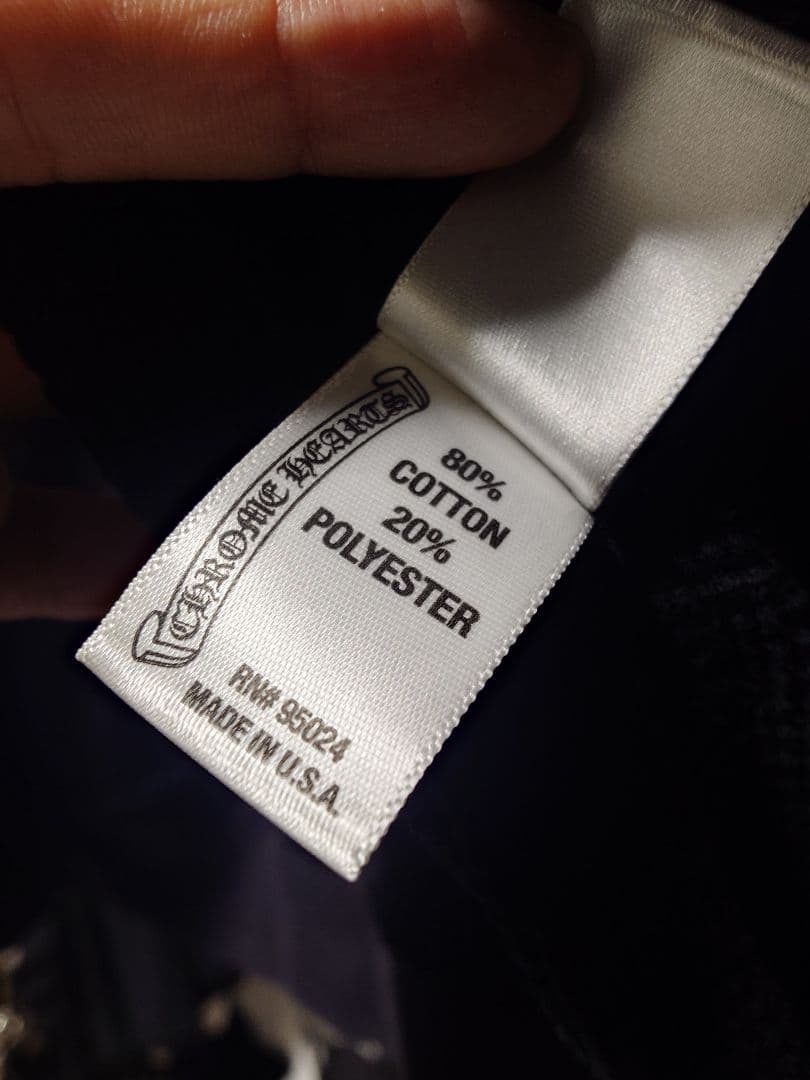 CHROME HEARTS
80%
COTTON
20%
POLYESTER
RN# 95024
MADE IN U.S.A.